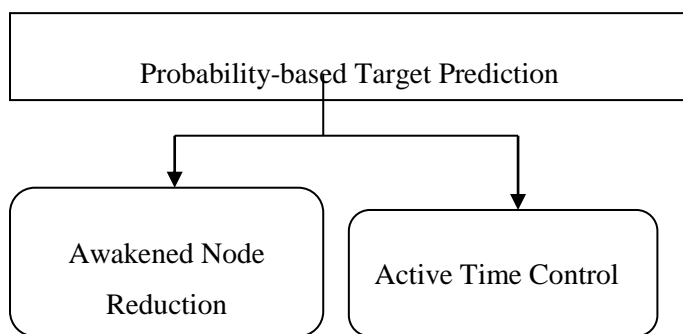 Probability-based Target Prediction
Awakened Node
Reduction
Active Time Control